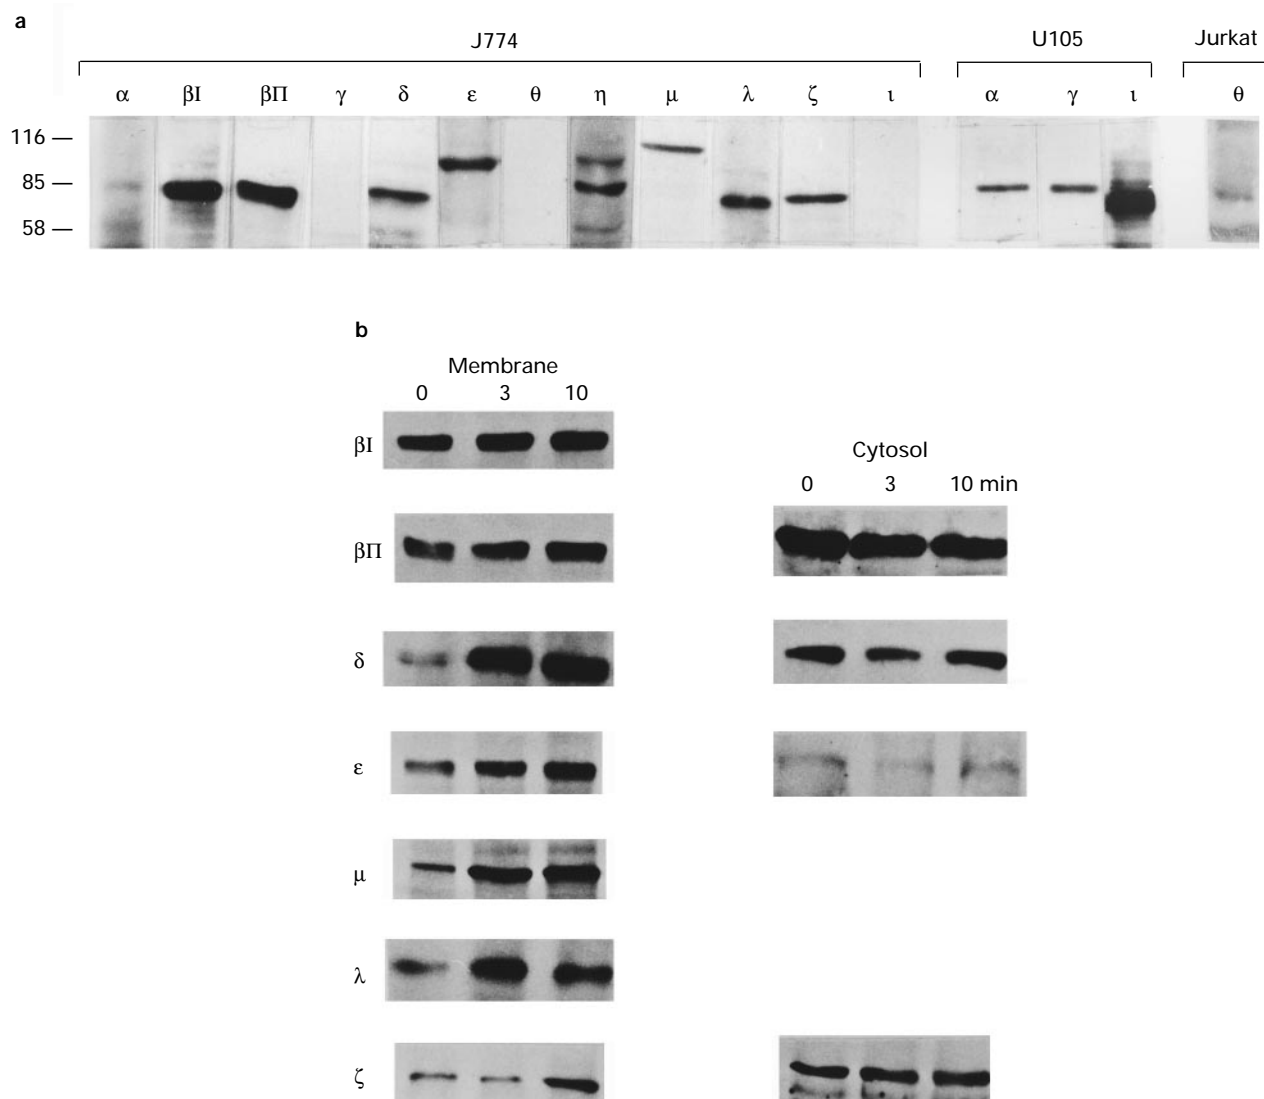 a
J774 U105 Jurkat
α βI βΠ γ δ ε θ η μ λ ζ ι α γ ι θ
116 —
85 —
58 —
b
Membrane
0 3 10
βI
Cytosol
0 3 10 min
βΠ
δ
ε
μ
λ
ζ